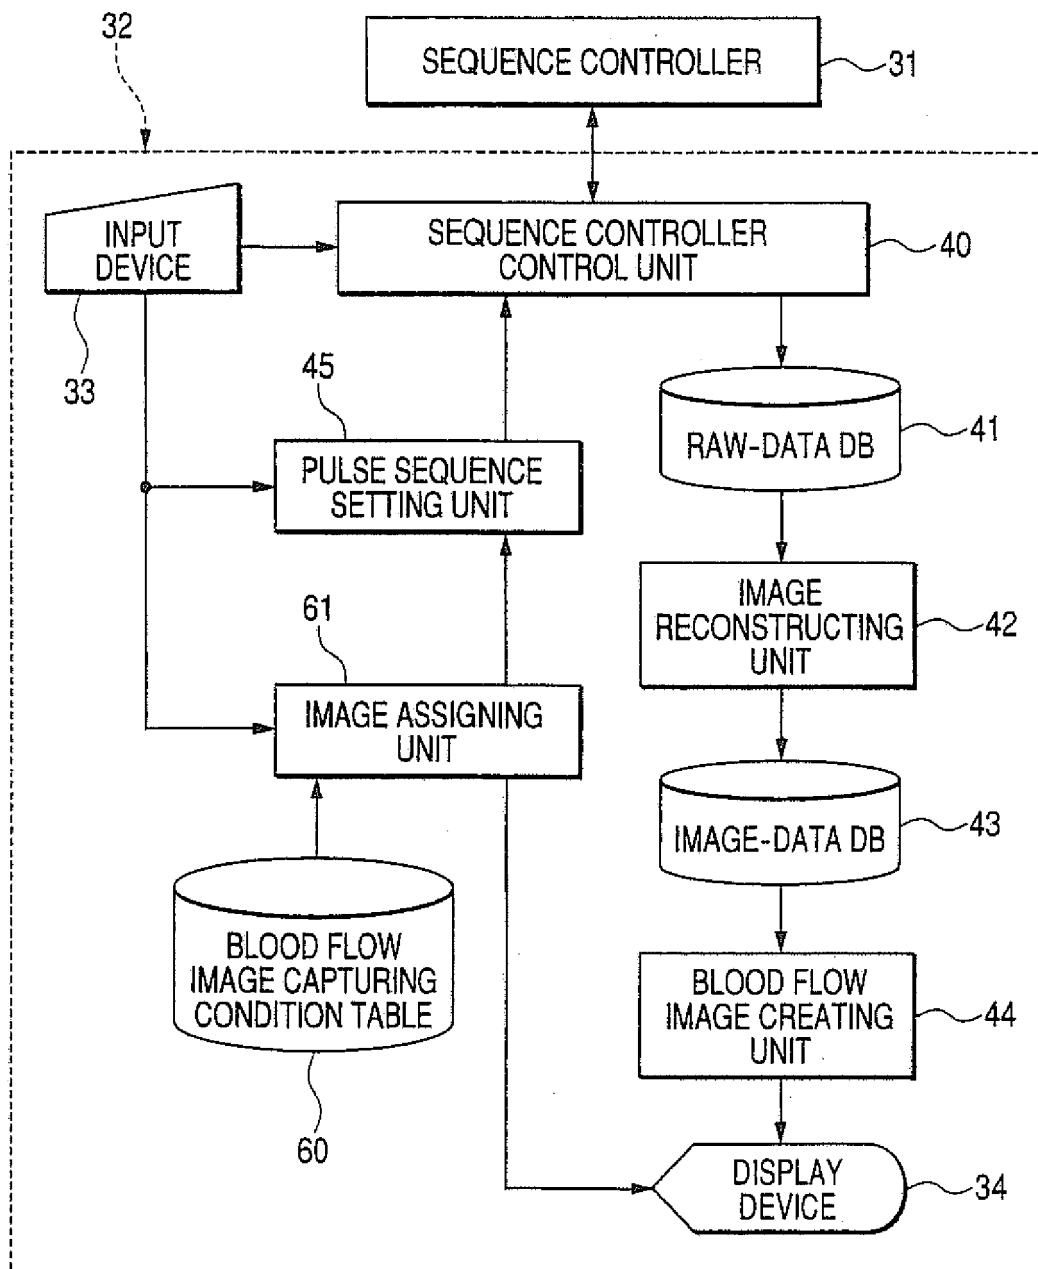 32
SEQUENCE CONTROLLER
31
INPUT
DEVICE
33
SEQUENCE CONTROLLER
CONTROL UNIT
40
45
PULSE SEQUENCE
SETTING UNIT
RAW-DATA DB
41
61
IMAGE ASSIGNING
UNIT
IMAGE
RECONSTRUCTING
UNIT
42
IMAGE-DATA DB
43
BLOOD FLOW
IMAGE CAPTURING
CONDITION TABLE
60
BLOOD FLOW
IMAGE CREATING
UNIT
44
DISPLAY
DEVICE
34